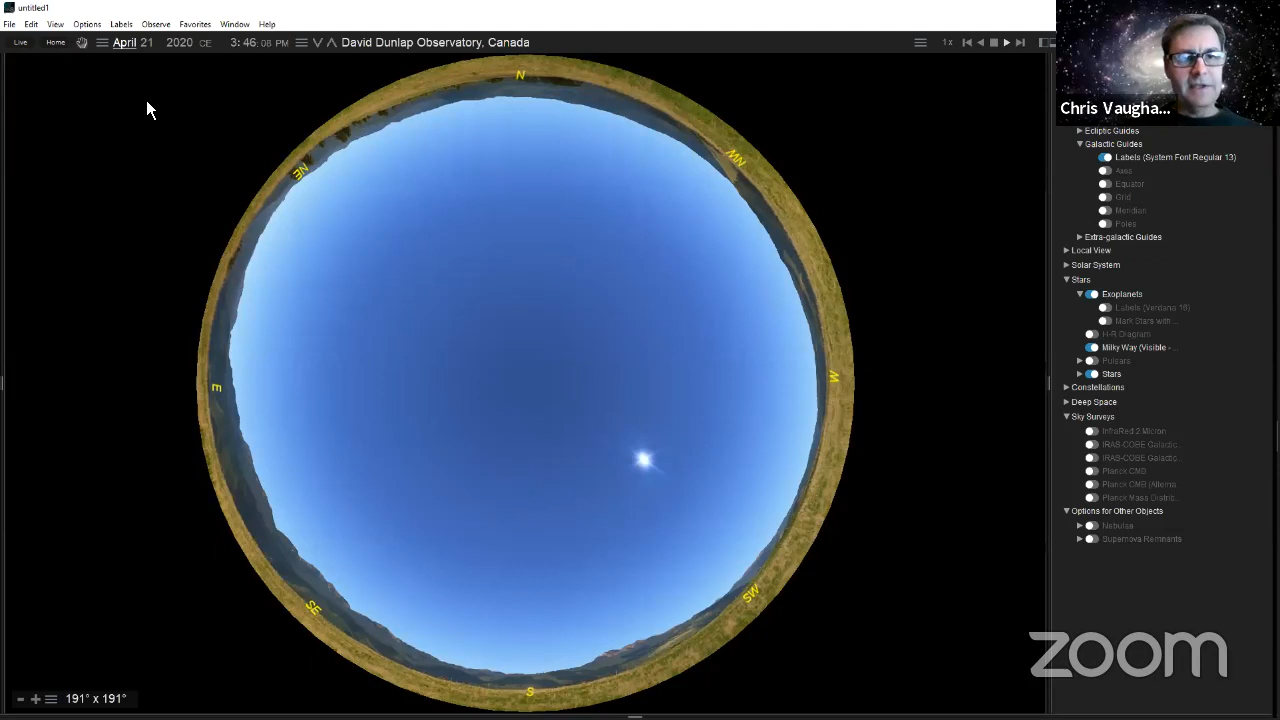 untitled1
File Edit View Options Labels Observe Favorites Window Help
Live Home April 21 2020 CE 3:46:08 PM David Dunlap Observatory, Canada 1x
Chris Vaugha...
Ecliptic Guides
Galactic Guides
Labels (System Font Regular 13)
Axes
Equator
Grid
Meridian
Poles
Extra-galactic Guides
Local View
Solar System
Stars
Exoplanets
Labels (Verdana 16)
Mark Stars with...
H-R Diagram
Milky Way (Visible - ...
Pulsars
Stars
Constellations
Deep Space
Sky Surveys
InfraRed 2 Micron
IRAS-COBE Galactic...
IRAS-COBE Galactic...
Planck CMB
Planck CMB (Alterna
Planck Mass Distric...
Options for Other Objects
Nebulae
Supernova Remnants
N
NW
NE
W
E
SW
SE
S
191° x 191°
zoom